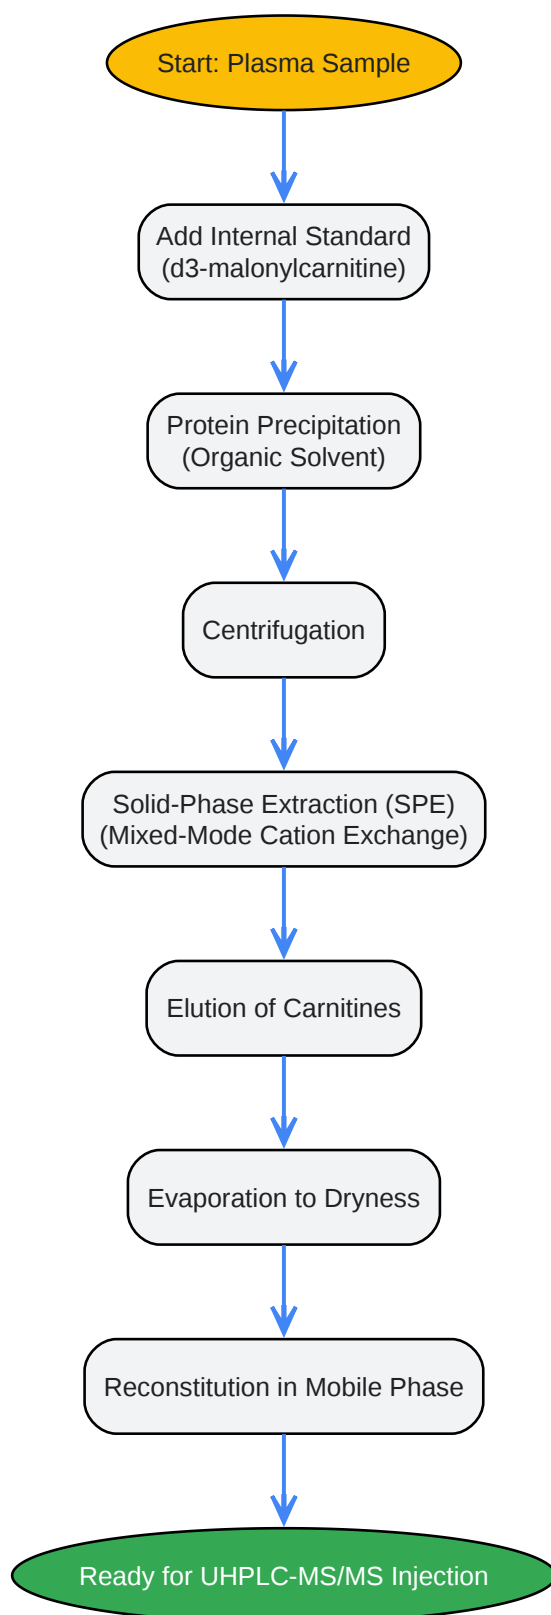 Start: Plasma Sample
Add Internal Standard
(d3-malonylcarnitine)
Protein Precipitation
(Organic Solvent)
Centrifugation
Solid-Phase Extraction (SPE)
(Mixed-Mode Cation Exchange)
Elution of Carnitines
Evaporation to Dryness
Reconstitution in Mobile Phase
Ready for UHPLC-MS/MS Injection